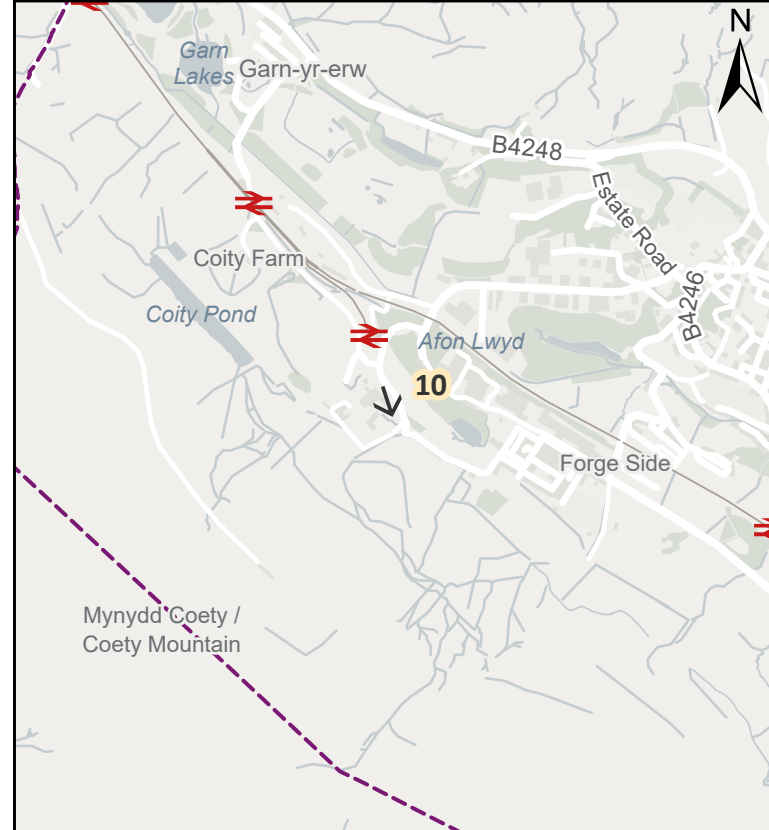 N
Garn
Lakes
Garn-yr-erw
B4248
Estate Road
Coity Farm
B4246
Coity Pond
Afon Lwyd
10
Forge Side
Mynydd Coety /
Coety Mountain